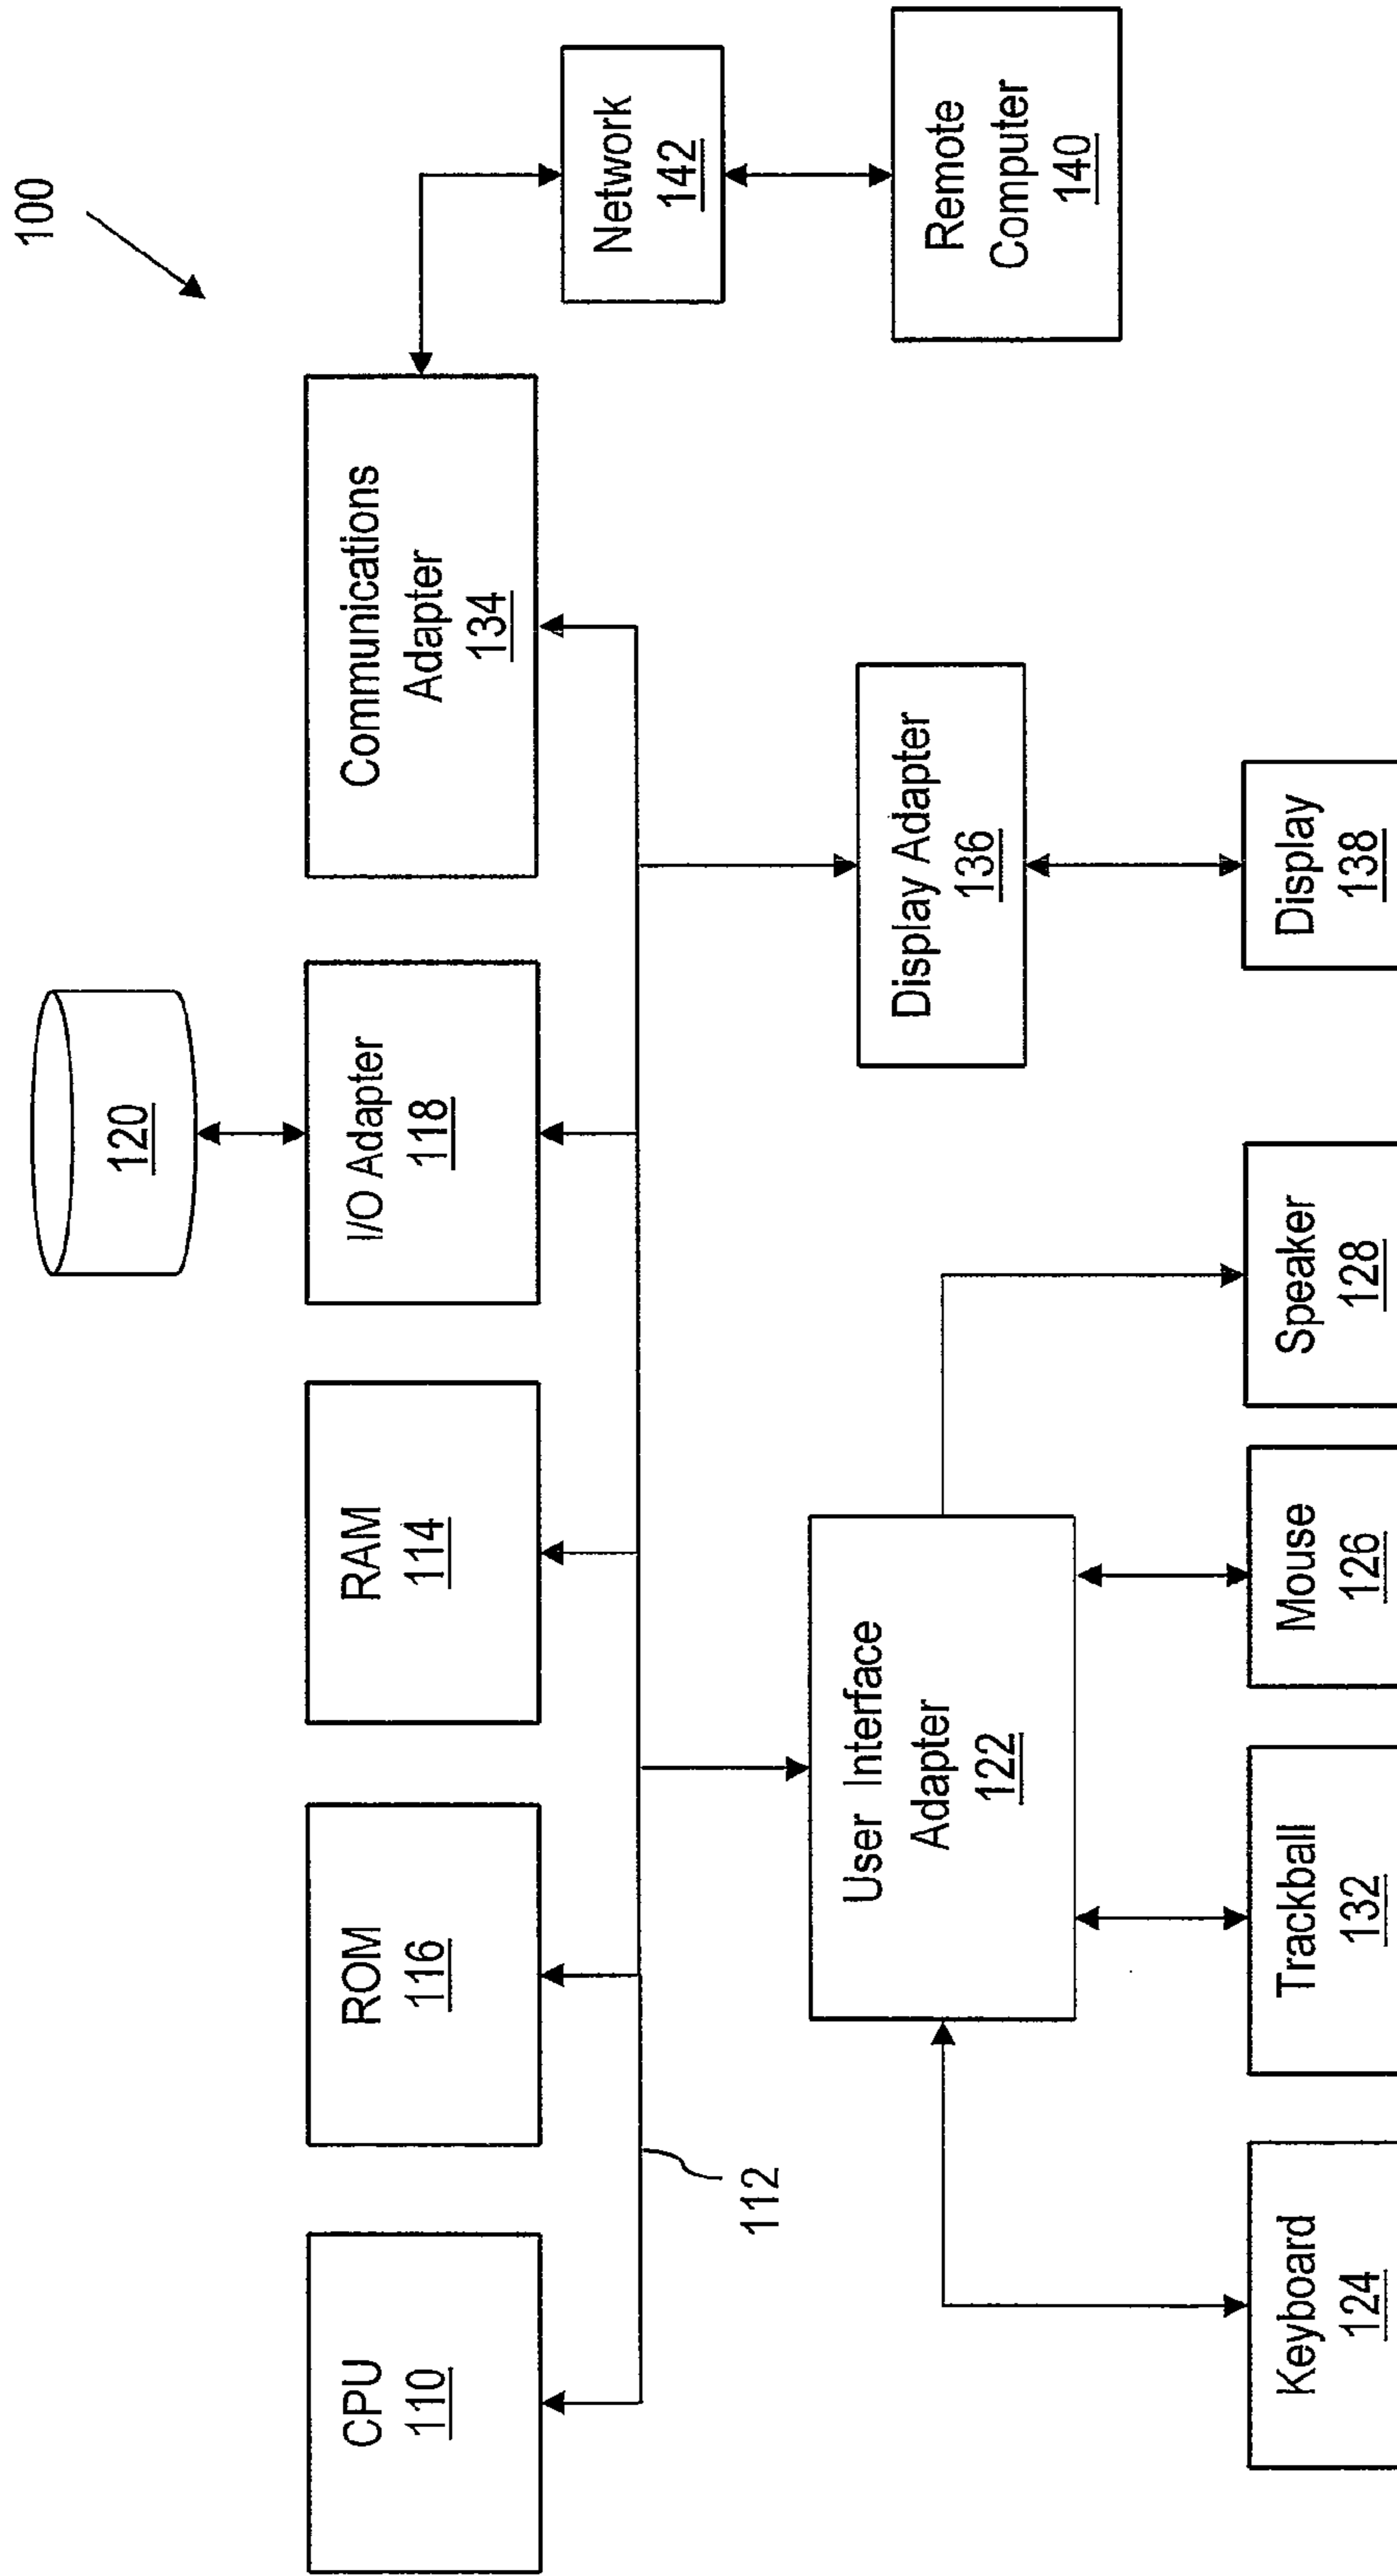 100
120
CPU
110
ROM
116
RAM
114
I/O Adapter
118
Communications
Adapter
134
112
Network
142
User Interface
Adapter
122
Display Adapter
136
Remote
Computer
140
Keyboard
124
Trackball
132
Mouse
126
Speaker
128
Display
138